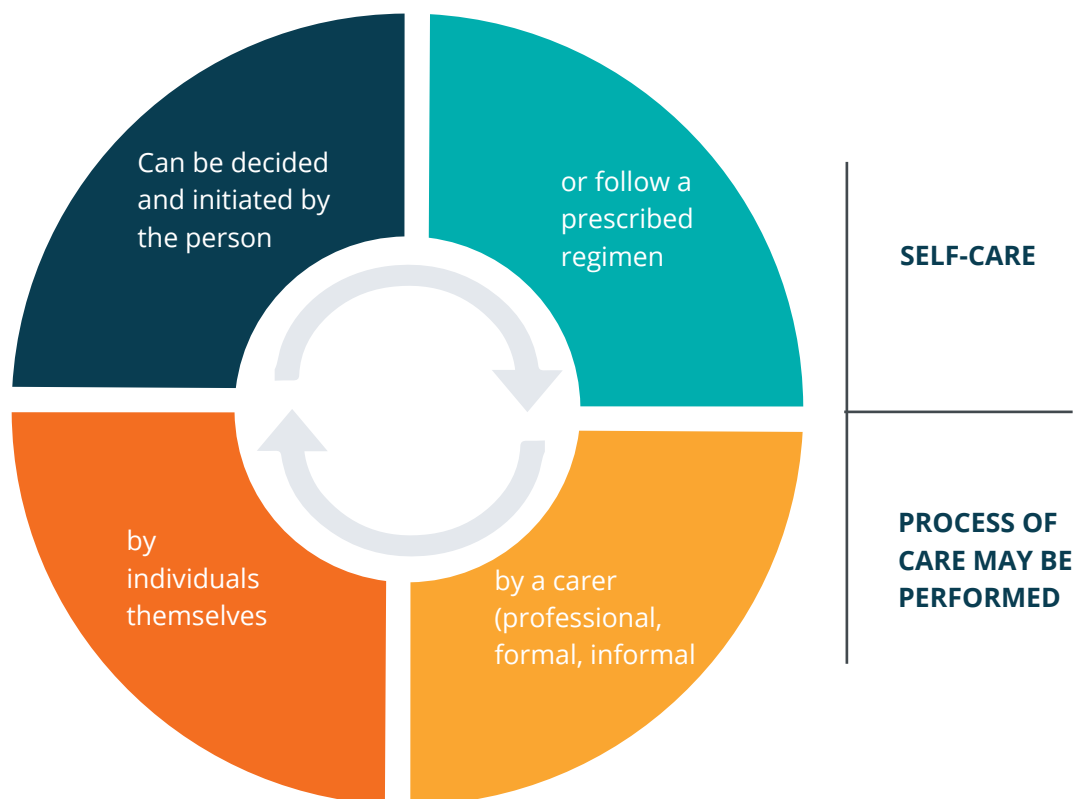 Can be decided
and initiated by
the person
or follow a
prescribed
regimen
SELF-CARE
by
individuals
themselves
by a carer
(professional,
formal, informal
PROCESS OF
CARE MAY BE
PERFORMED